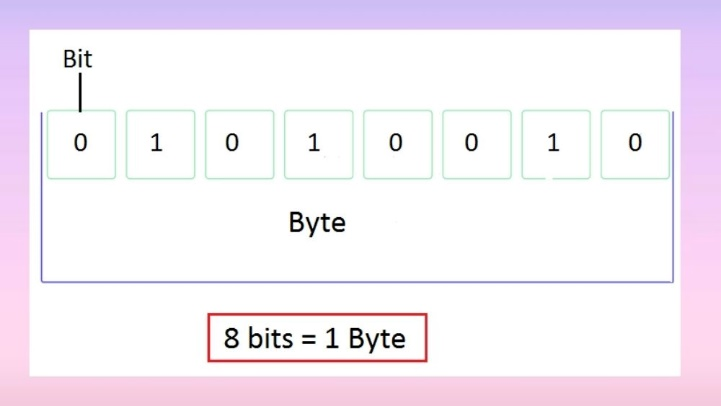 Bit
0 1 0 1 0 0 1 0
Byte
8 bits = 1 Byte